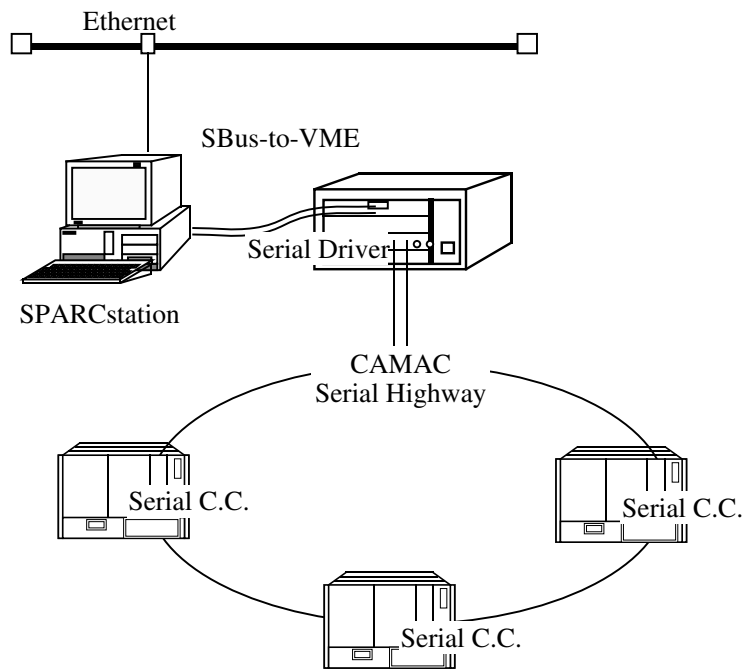 Ethernet
SBus-to-VME
Serial Driver
SPARCstation
CAMAC
Serial Highway
Serial C.C.
Serial C.C.
Serial C.C.